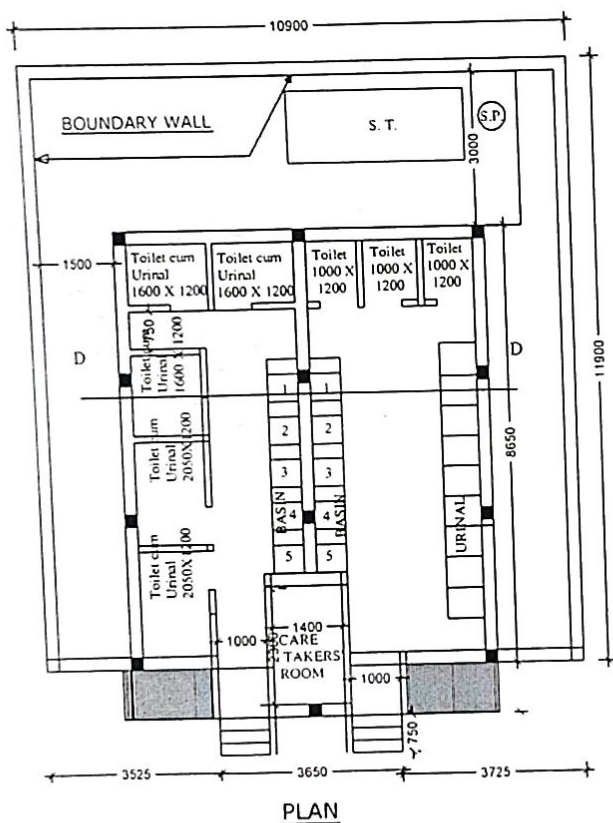 10900
BOUNDARY WALL
S. T.
S.P.
3000
1500
Toilet cum
Urinal
1600 X 1200
Toilet cum
Urinal
1600 X 1200
Toilet
1000 X
1200
Toilet
1000 X
1200
Toilet
1000 X
1200
750
Toilet cum
Urinal
1600 X 1200
D
D
11900
8650
1
1
2
2
3
3
4
4
5
5
BASIN
BASIN
URINAL
Toilet cum
Urinal
2050X1200
Toilet cum
Urinal
2050X1200
1400
1000
CARE
TAKERS'
ROOM
1000
750
3525
3650
3725
PLAN